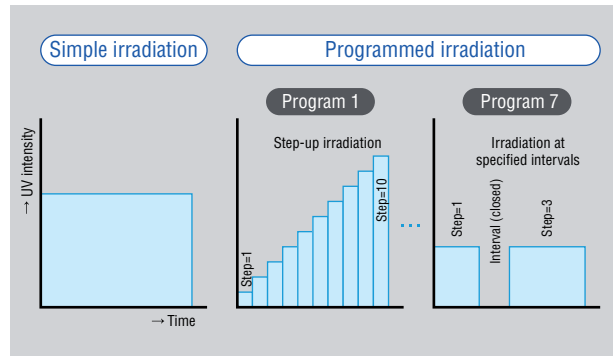 Simple irradiation
Programmed irradiation
Program 1
Program 7
Step-up irradiation
Irradiation at
specified intervals
→ UV intensity
→ Time
Step=1
Step=10
...
Step=1
Interval (closed)
Step=3